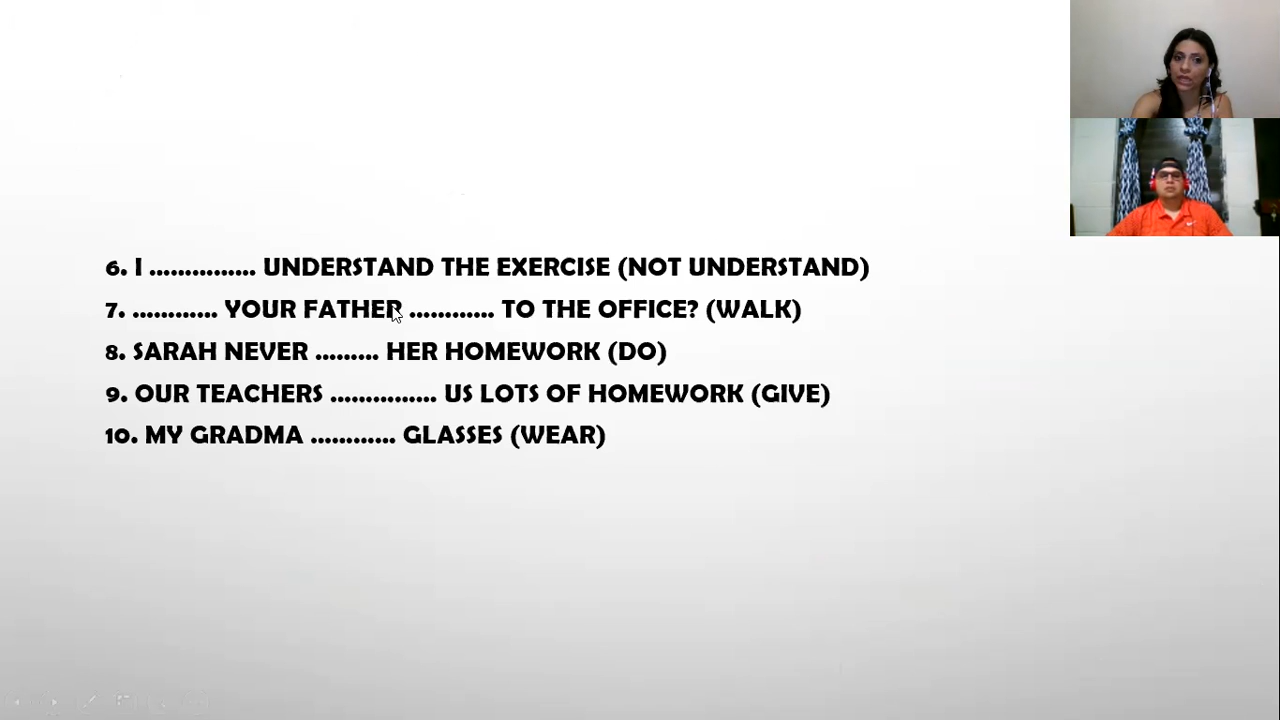 6. I ............... UNDERSTAND THE EXERCISE (NOT UNDERSTAND)
7. ............ YOUR FATHER ............ TO THE OFFICE? (WALK)
8. SARAH NEVER ......... HER HOMEWORK (DO)
9. OUR TEACHERS ............... US LOTS OF HOMEWORK (GIVE)
10. MY GRADMA ............ GLASSES (WEAR)